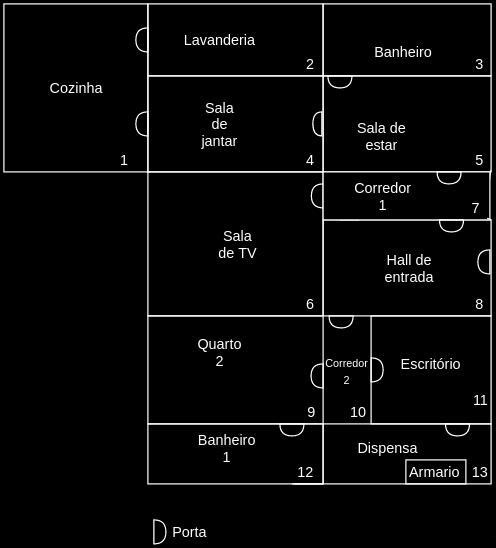 Cozinha
1
Lavanderia
2
Banheiro
3
Sala
de
jantar
4
Sala de
estar
5
Sala
de TV
6
Corredor
1
7
Hall de
entrada
8
Quarto
2
9
Corredor
2
10
Escritório
11
Banheiro
1
12
Dispensa
Armario
13
Porta